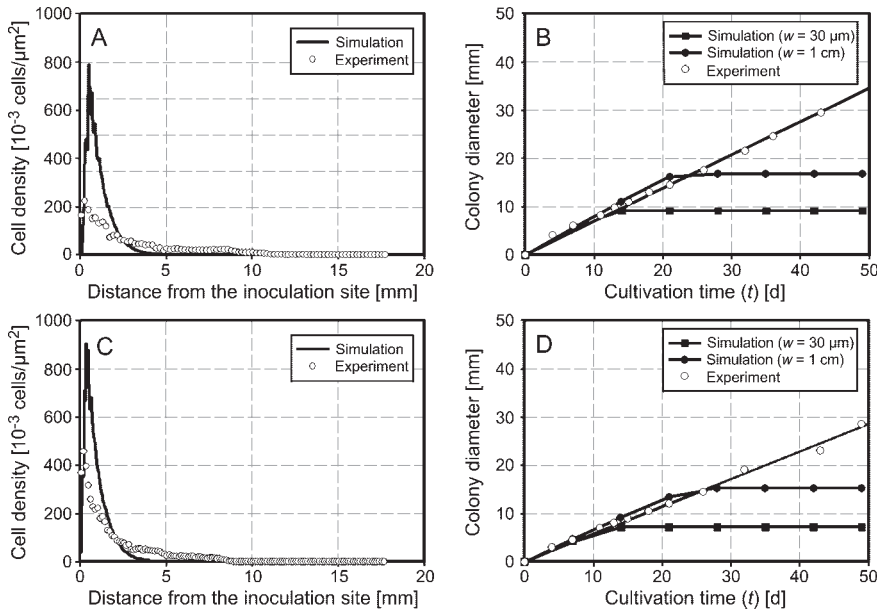 A
Simulation
Experiment
Cell density [10⁻³ cells/µm²]
1000
800
600
400
200
0
0 5 10 15 20
Distance from the inoculation site [mm]
B
Simulation (w = 30 µm)
Simulation (w = 1 cm)
Experiment
Colony diameter [mm]
50
40
30
20
10
0
0 10 20 30 40 50
Cultivation time (t) [d]
C
Simulation
Experiment
Cell density [10⁻³ cells/µm²]
1000
800
600
400
200
0
0 5 10 15 20
Distance from the inoculation site [mm]
D
Simulation (w = 30 µm)
Simulation (w = 1 cm)
Experiment
Colony diameter [mm]
50
40
30
20
10
0
0 10 20 30 40 50
Cultivation time (t) [d]